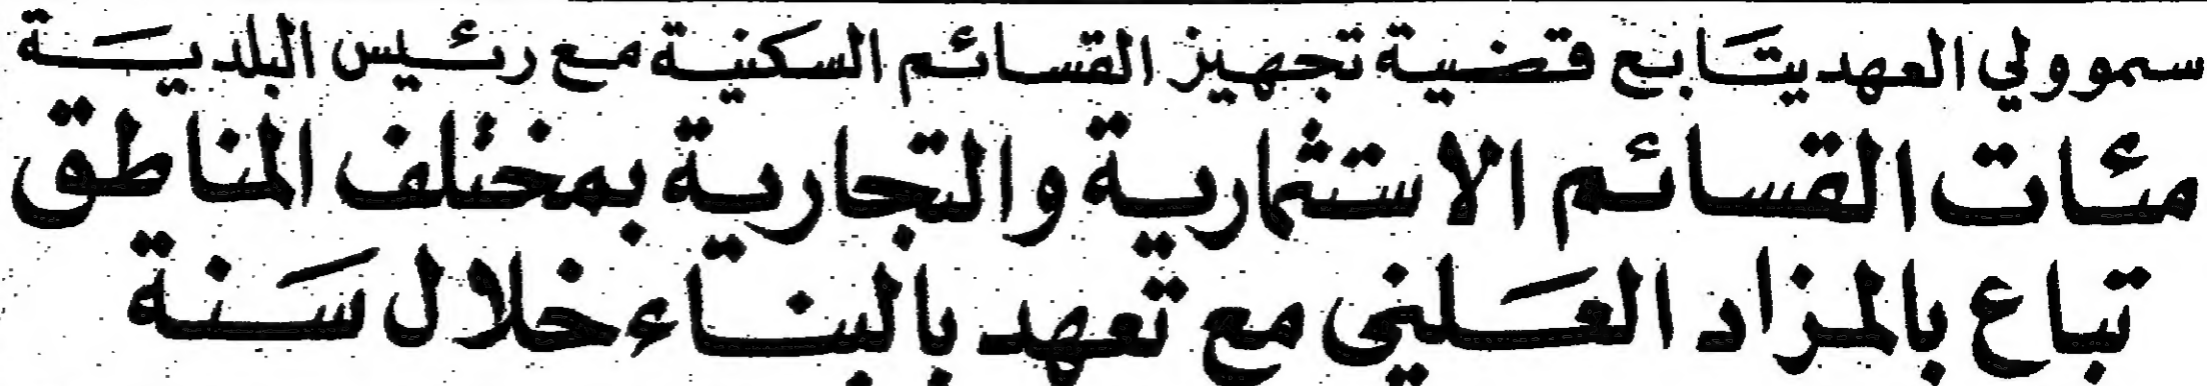 سمو ولي العهد يتابع قضية تجهيز القسائم السكنية مع رئيس البلدية
مئات القسائم الاستثمارية والتجارية بمختلف المناطق
تباع بالمزاد العلني مع تعهد بالبناء خلال سنة